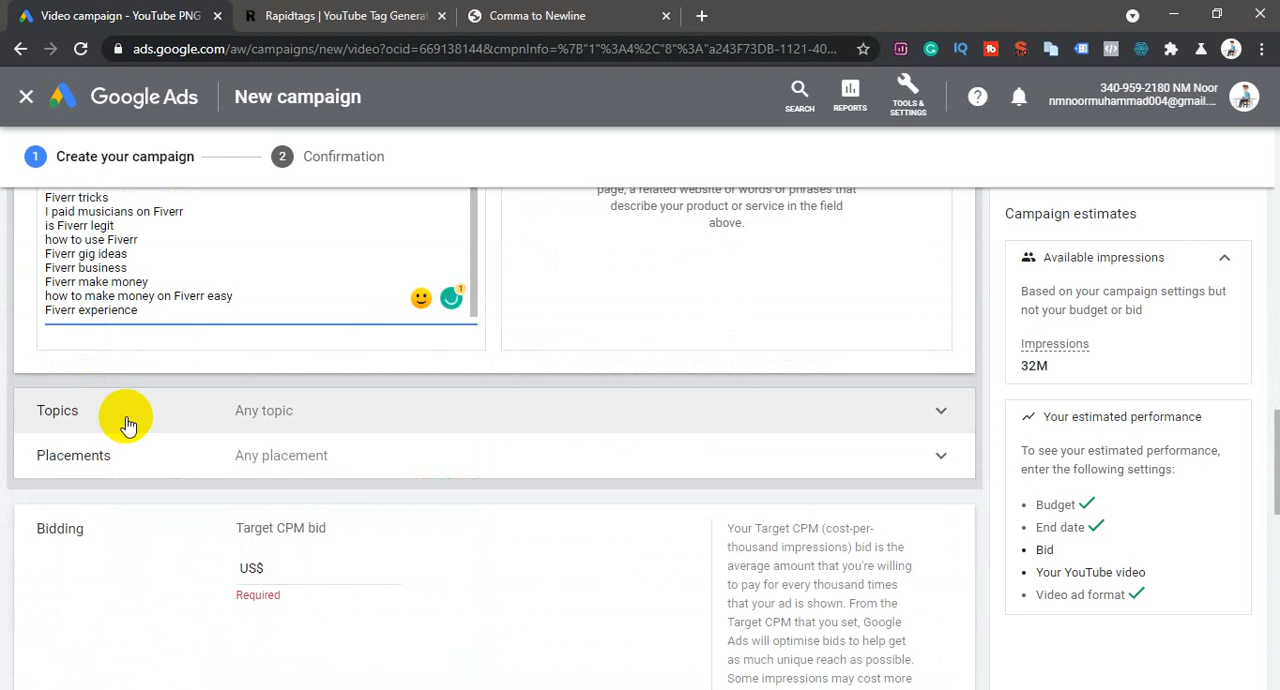 Video campaign - YouTube PNG
Rapidtags | YouTube Tag Genera
Comma to Newline
ads.google.com/aw/campaigns/new/video?ocid=669138144&cmpnInfo=%7B"1"%3A4%2C"8"%3A"a243F73DB-1121-40...
Google Ads
New campaign
SEARCH
REPORTS
TOOLS &
SETTINGS
340-959-2180 NM Noor
nmnoormuhammad004@gmail....
1 Create your campaign
2 Confirmation
Fiverr tricks
I paid musicians on Fiverr
is Fiverr legit
how to use Fiverr
Fiverr gig ideas
Fiverr business
Fiverr make money
how to make money on Fiverr easy
Fiverr experience
1
page, a related website or words or phrases that
describe your product or service in the field
above.
Topics
Any topic
Placements
Any placement
Bidding
Target CPM bid
US$
Required
Your Target CPM (cost-per-
thousand impressions) bid is the
average amount that you're willing
to pay for every thousand times
that your ad is shown. From the
Target CPM that you set, Google
Ads will optimise bids to help get
as much unique reach as possible.
Some impressions may cost more
Campaign estimates
Available impressions
Based on your campaign settings but
not your budget or bid
Impressions
32M
Your estimated performance
To see your estimated performance,
enter the following settings:
Budget
End date
Bid
Your YouTube video
Video ad format